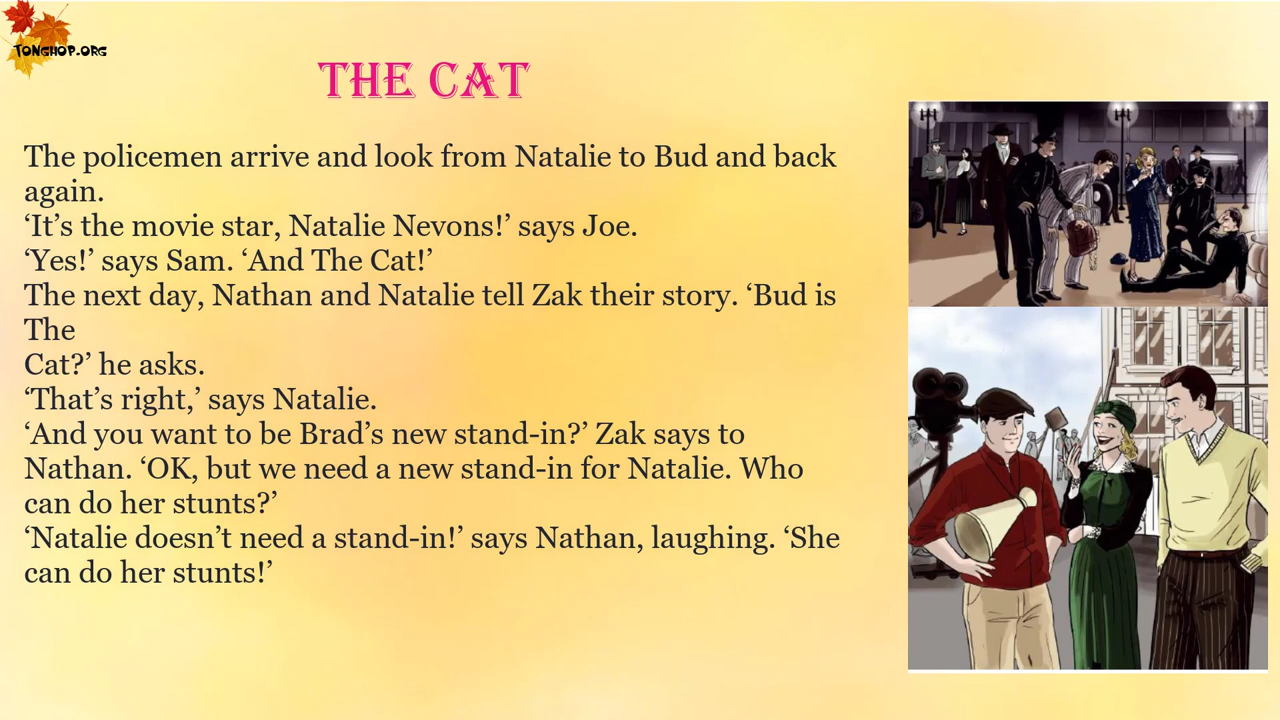 TONGHOP.ORG
THE CAT
The policemen arrive and look from Natalie to Bud and back
again.
‘It’s the movie star, Natalie Nevons!’ says Joe.
‘Yes!’ says Sam. ‘And The Cat!’
The next day, Nathan and Natalie tell Zak their story. ‘Bud is
The
Cat?’ he asks.
‘That’s right,’ says Natalie.
‘And you want to be Brad’s new stand-in?’ Zak says to
Nathan. ‘OK, but we need a new stand-in for Natalie. Who
can do her stunts?’
‘Natalie doesn’t need a stand-in!’ says Nathan, laughing. ‘She
can do her stunts!’